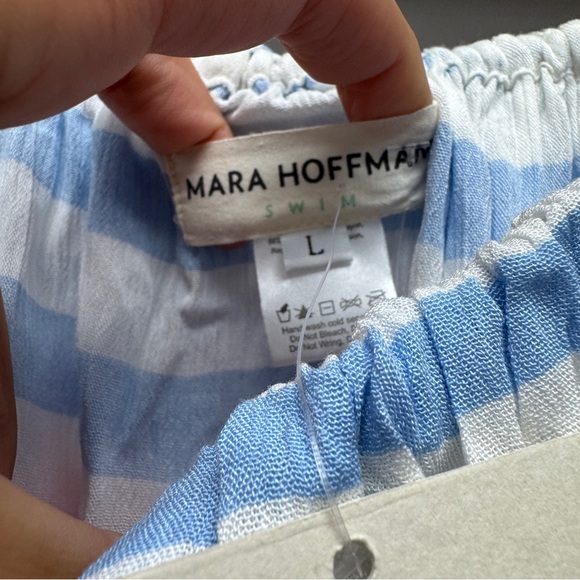 MARA HOFFMAN
SWIM
L
Hand wash cold
Do Not Bleach,
Do Not Wring,